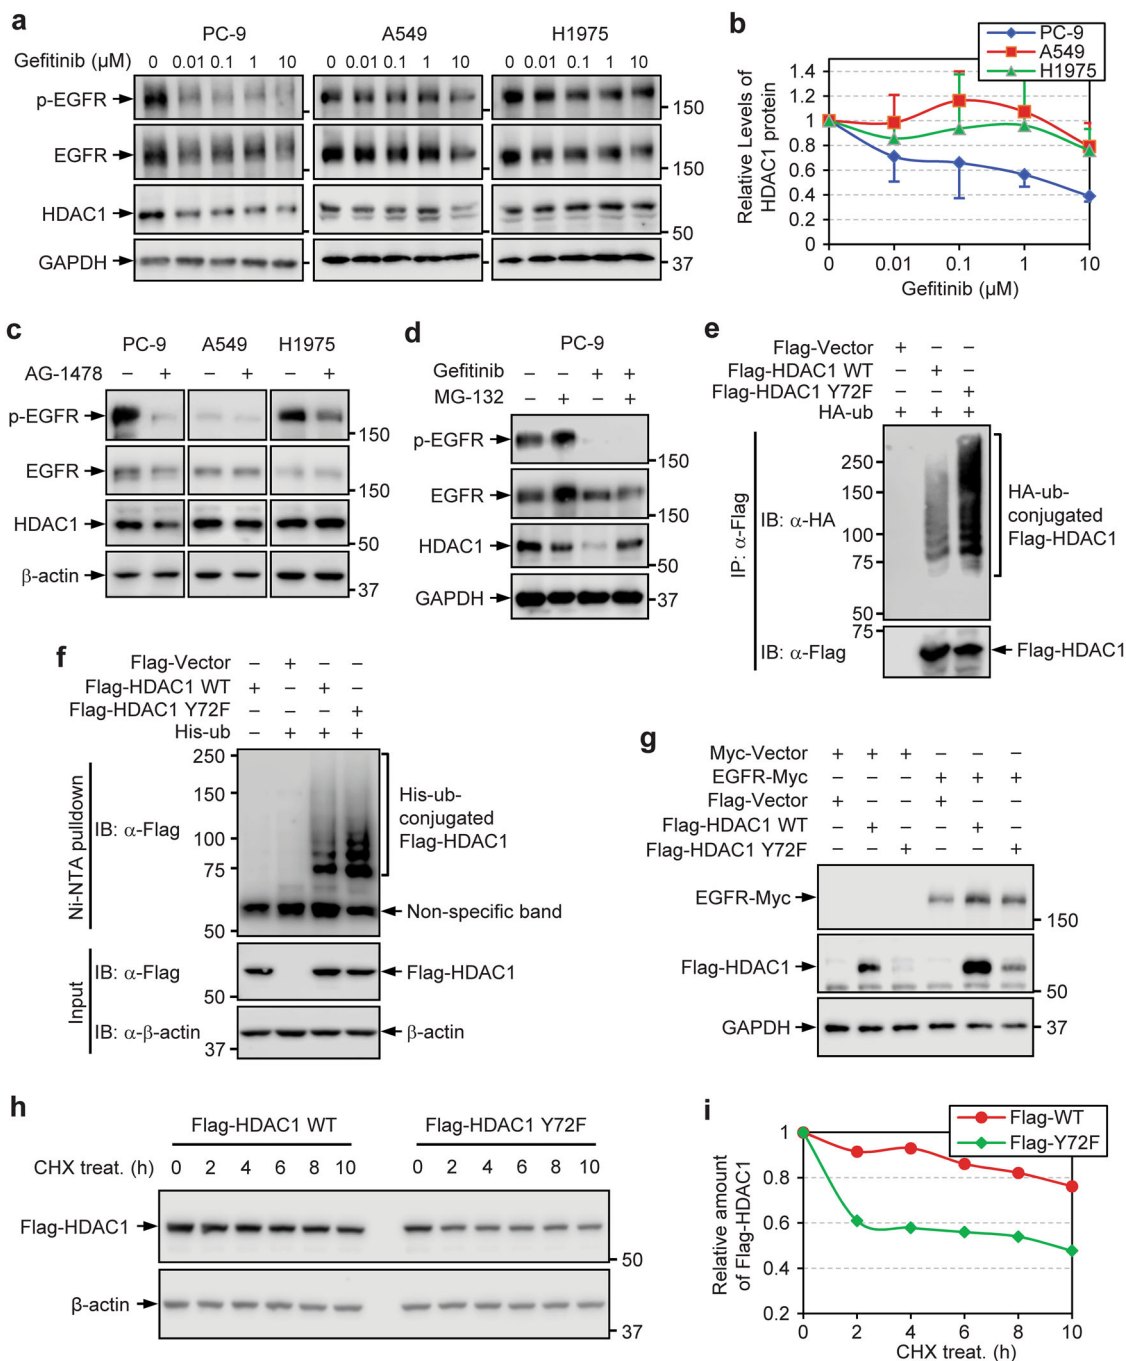 a
PC-9 A549 H1975
Gefitinib (μM) 0 0.01 0.1 1 10 0 0.01 0.1 1 10 0 0.01 0.1 1 10
p-EGFR 150
EGFR 150
HDAC1 50
GAPDH 37
b
PC-9
A549
H1975
Relative Levels of
HDAC1 protein
1.4
1.2
1
0.8
0.6
0.4
0.2
0
0 0.01 0.1 1 10
Gefitinib (μM)
c
PC-9 A549 H1975
AG-1478 – + – + – +
p-EGFR 150
EGFR 150
HDAC1 50
β-actin 37
d
PC-9
Gefitinib – – + +
MG-132 – + – +
p-EGFR 150
EGFR 150
HDAC1 50
GAPDH 37
e
Flag-Vector + – –
Flag-HDAC1 WT – + –
Flag-HDAC1 Y72F – – +
HA-ub + + +
IP: α-Flag
IB: α-HA
250
150
100
75
50
HA-ub-
conjugated
Flag-HDAC1
75
IB: α-Flag Flag-HDAC1
f
Flag-Vector – + – –
Flag-HDAC1 WT + – + –
Flag-HDAC1 Y72F – – – +
His-ub – + + +
Ni-NTA pulldown
IB: α-Flag
250
150
100
75
50
His-ub-
conjugated
Flag-HDAC1
Non-specific band
Input
IB: α-Flag Flag-HDAC1
50
IB: α-β-actin β-actin
37
g
Myc-Vector + + + – – –
EGFR-Myc – – – + + +
Flag-Vector + – – + – –
Flag-HDAC1 WT – + – – + –
Flag-HDAC1 Y72F – – + – – +
EGFR-Myc 150
Flag-HDAC1 50
GAPDH 37
h
Flag-HDAC1 WT Flag-HDAC1 Y72F
CHX treat. (h) 0 2 4 6 8 10 0 2 4 6 8 10
Flag-HDAC1 50
β-actin 37
i
Flag-WT
Flag-Y72F
Relative amount
of Flag-HDAC1
1
0.8
0.6
0.4
0.2
0 2 4 6 8 10
CHX treat. (h)